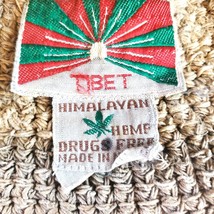 TIBET
HIMALAYAN
HEMP
DRUGS FREE
MADE IN